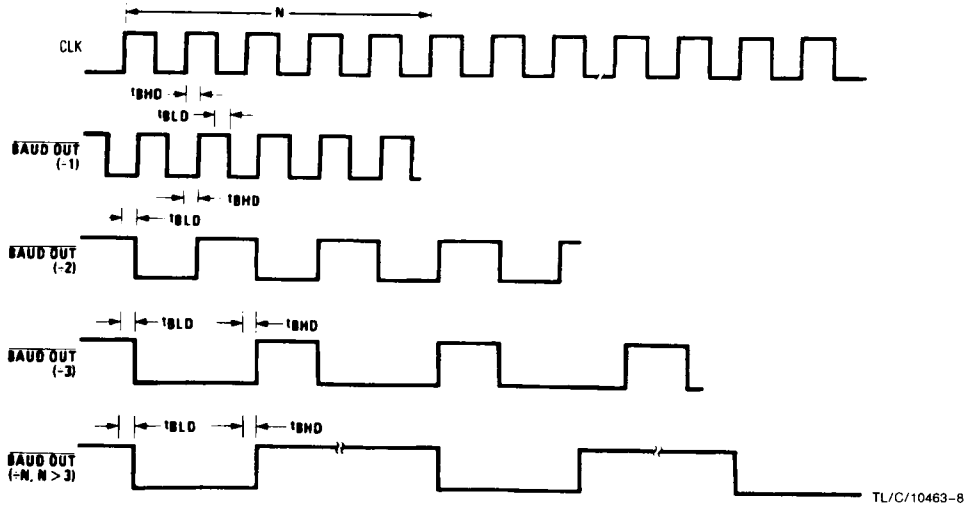 N
CLK
tBHD
tBLD
BAUD OUT
(-1)
tBHD
tBLD
BAUD OUT
(-2)
tBLD tBHD
BAUD OUT
(-3)
tBLD tBHD
BAUD OUT
(÷N, N > 3)
TL/C/10463-8